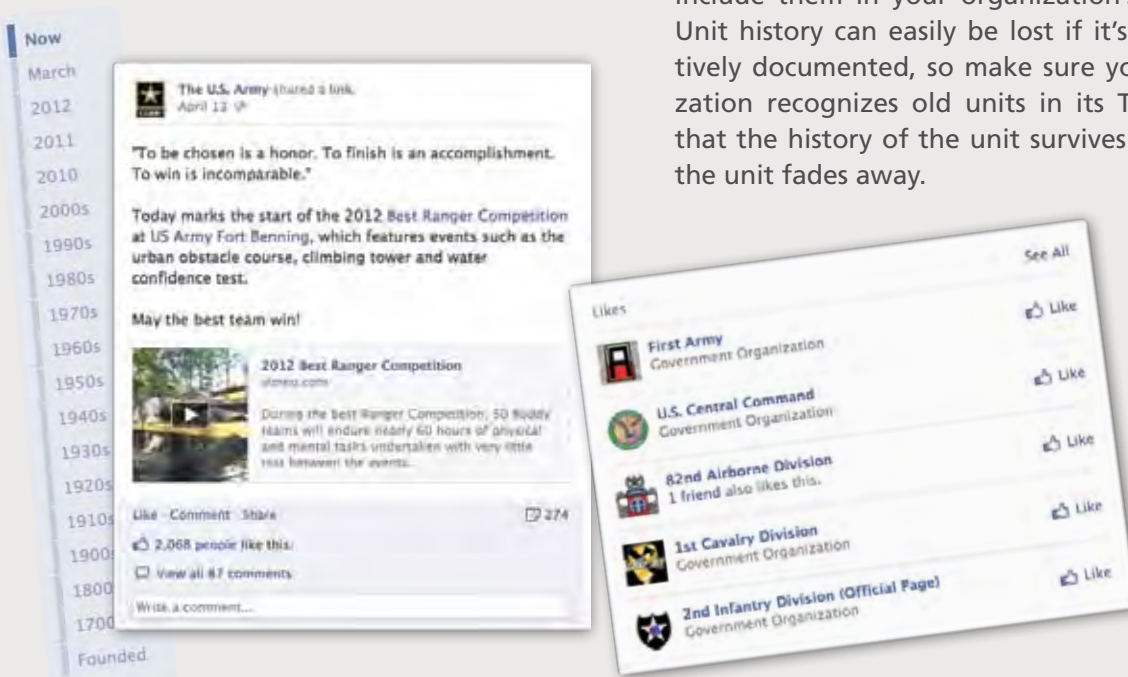 include them in your organization
Unit history can easily be lost if it's
tively documented, so make sure yo
zation recognizes old units in its T
that the history of the unit survives
the unit fades away.
Now
March
2012
2011
2010
2000s
1990s
1980s
1970s
1960s
1950s
1940s
1930s
1920s
1910s
1900s
1800
1700
Founded
The U.S. Army shared a link.
April 13
"To be chosen is a honor. To finish is an accomplishment.
To win is incomparable."
Today marks the start of the 2012 Best Ranger Competition
at US Army Fort Benning, which features events such as the
urban obstacle course, climbing tower and water
confidence test.
May the best team win!
2012 Best Ranger Competition
During the Best Ranger Competition, 50 buddy
teams will endure nearly 60 hours of physical
and mental tasks undertaken with very little
rest between the events...
Like · Comment · Share
274
2,068 people like this.
View all 87 comments
Write a comment...
Likes
See All
First Army
Government Organization
Like
U.S. Central Command
Government Organization
Like
82nd Airborne Division
1 friend also likes this.
Like
1st Cavalry Division
Government Organization
Like
2nd Infantry Division (Official Page)
Government Organization
Like